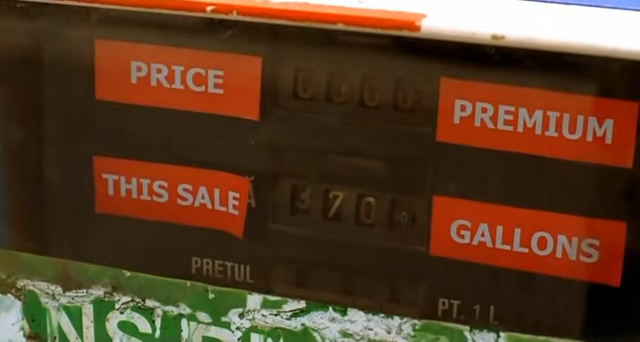 PRICE
PREMIUM
THIS SALE
370
GALLONS
PRETUL
PT. 1 L